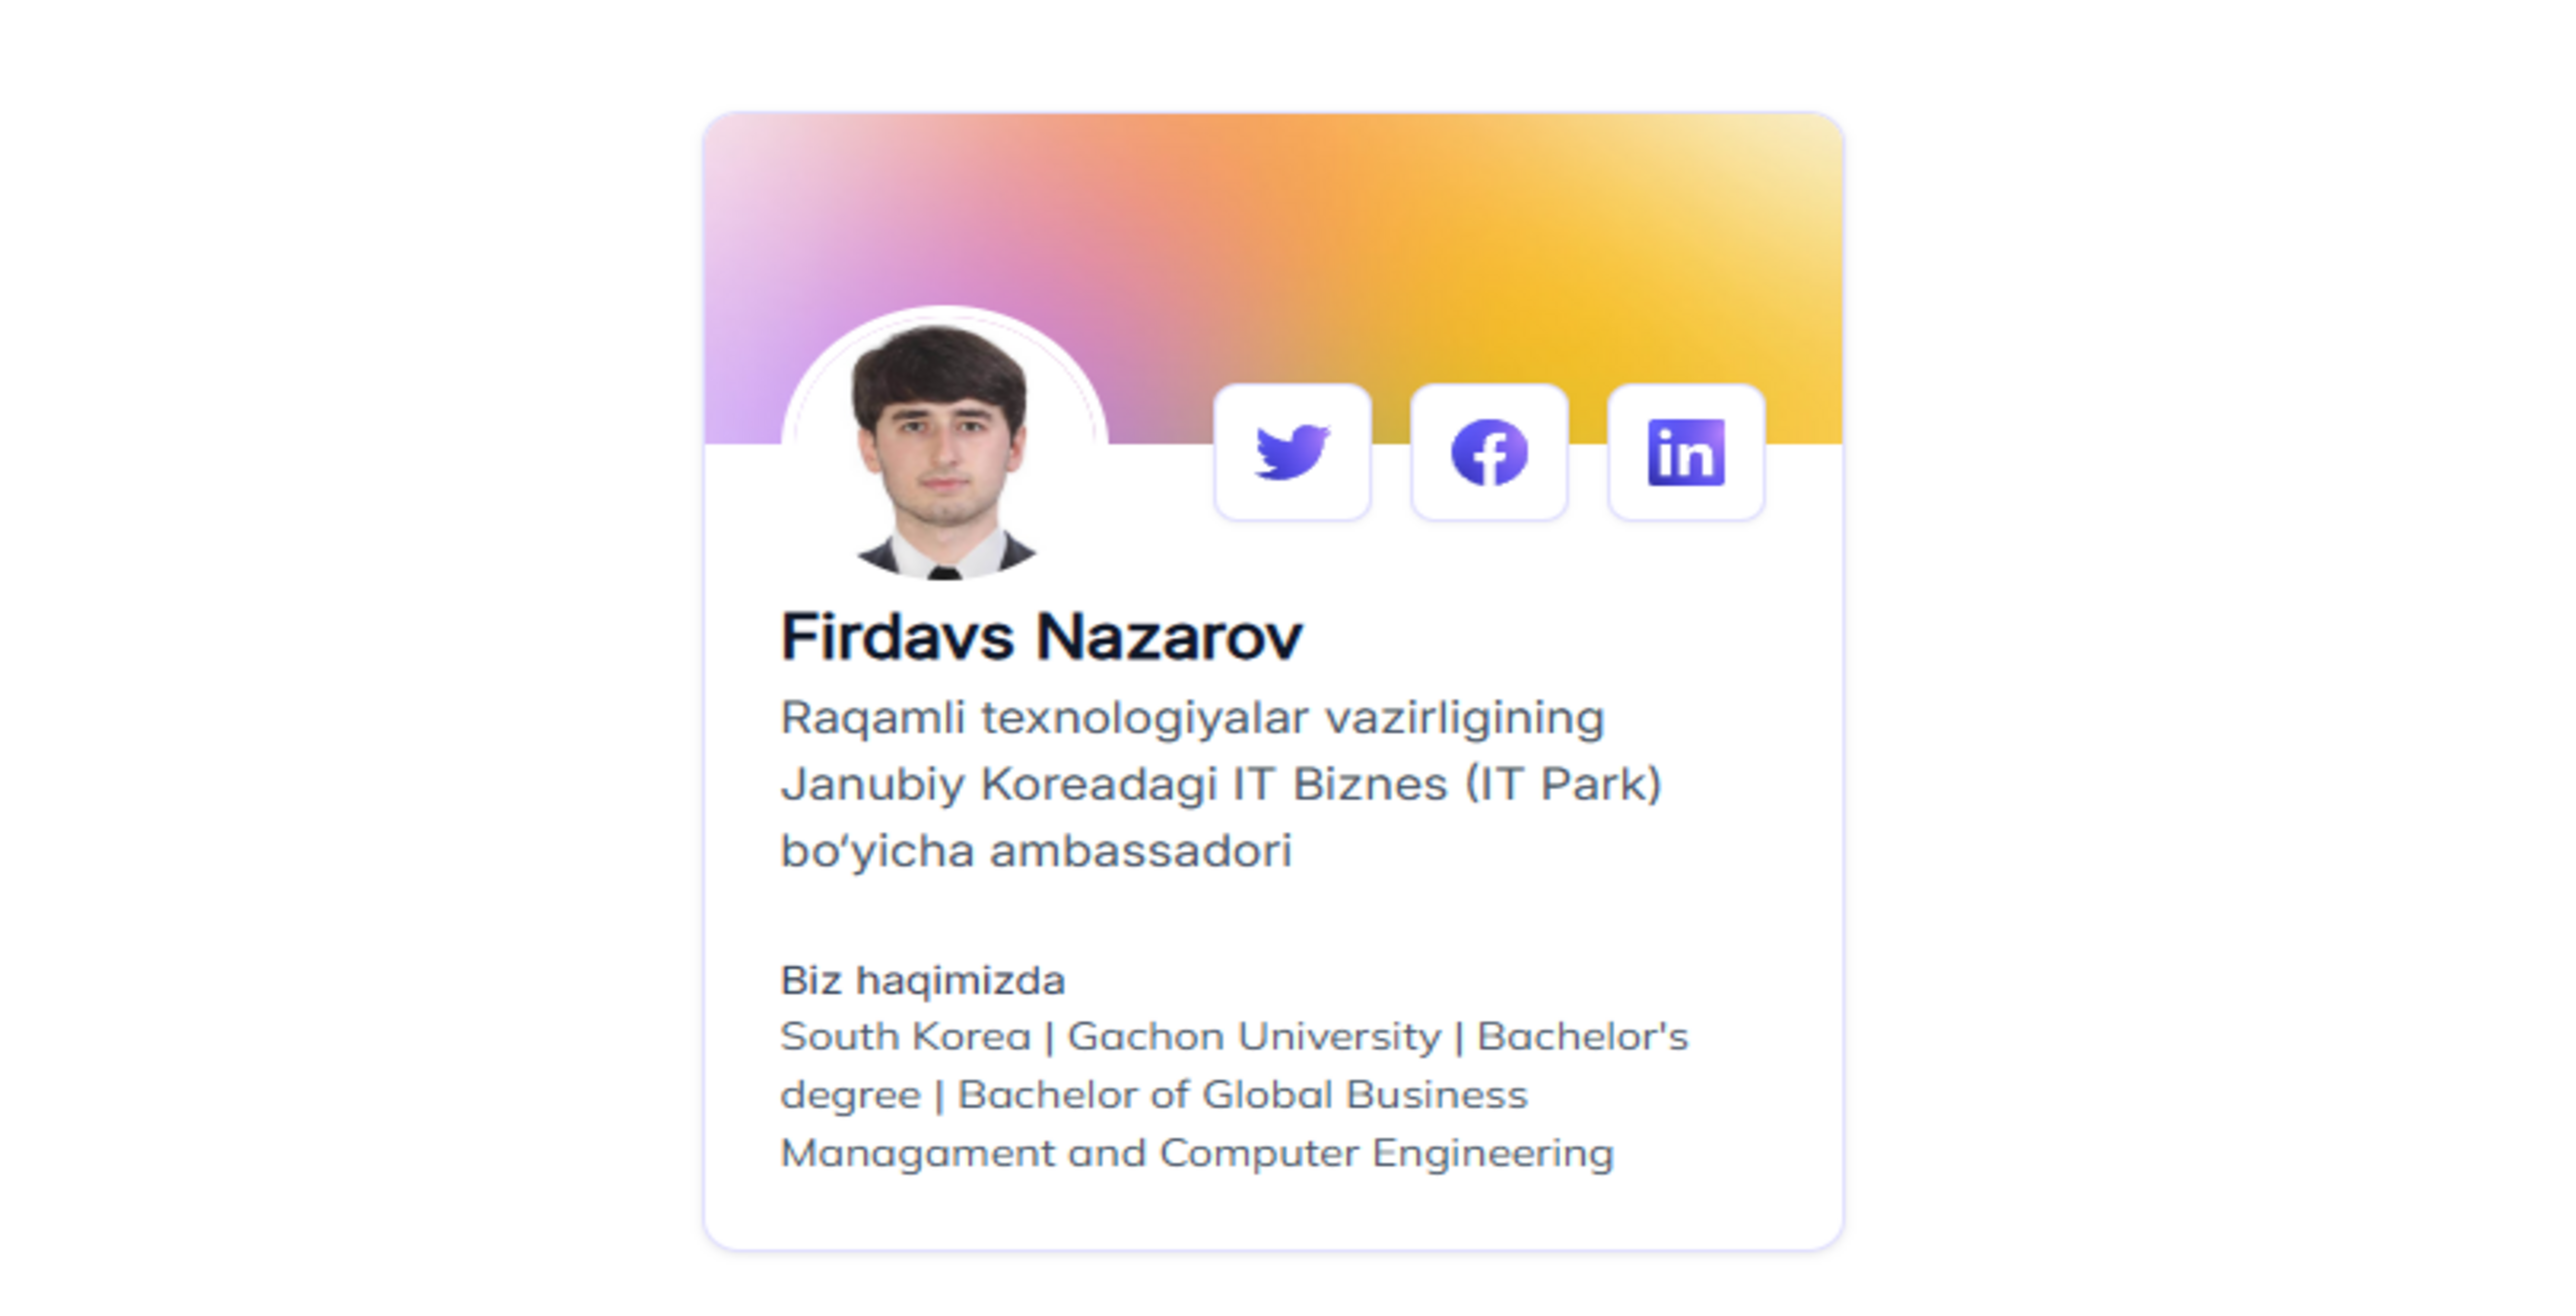 Firdavs Nazarov
Raqamli texnologiyalar vazirligining
Janubiy Koreadagi IT Biznes (IT Park)
bo‘yicha ambassadori
Biz haqimizda
South Korea | Gachon University | Bachelor's
degree | Bachelor of Global Business
Managament and Computer Engineering